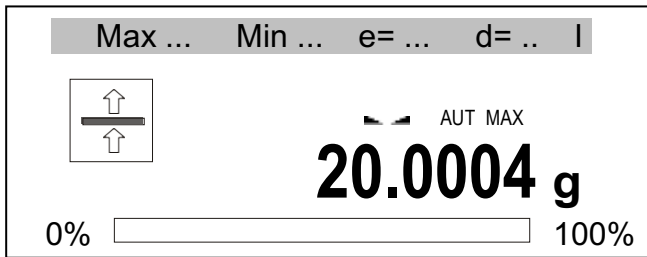 Max ... Min ... e= ... d= .. I
AUT MAX
20.0004 g
0% 100%